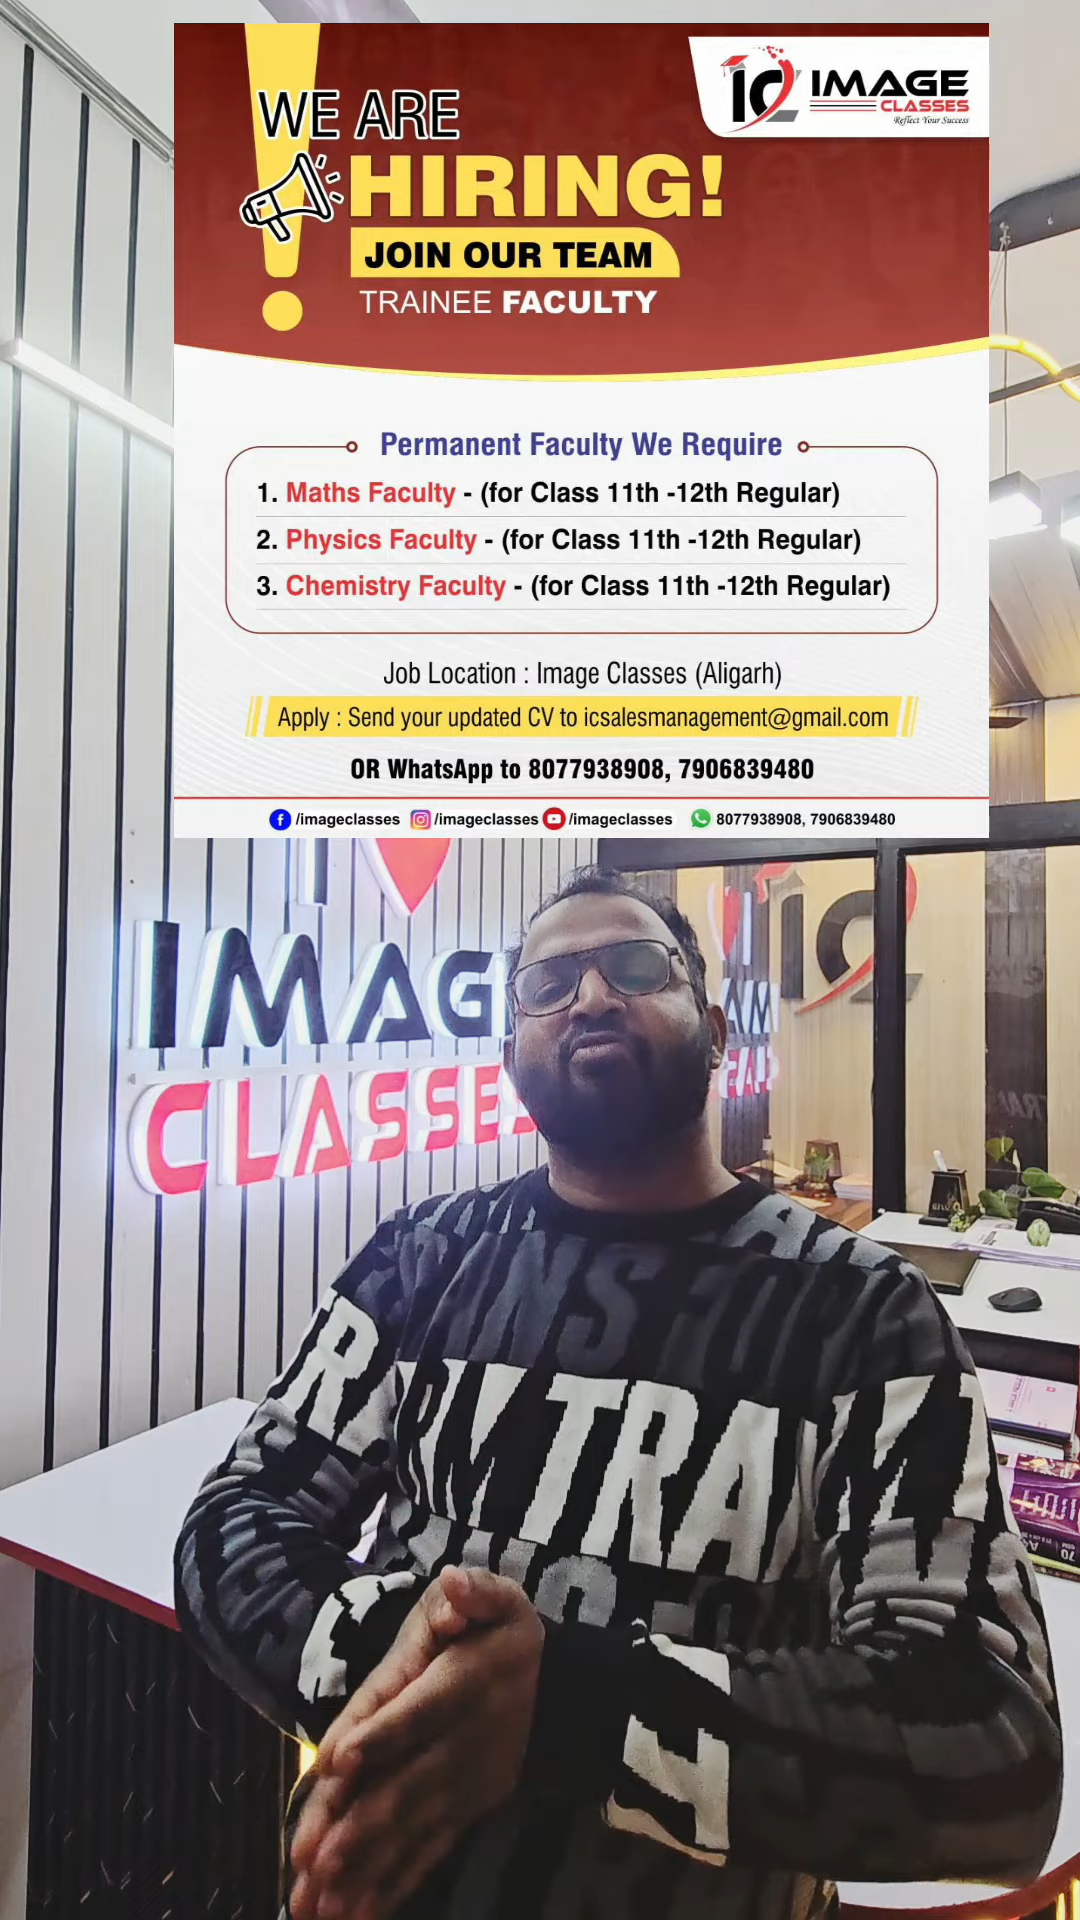 WE ARE
HIRING!
JOIN OUR TEAM
TRAINEE FACULTY
IC IMAGE
CLASSES
Reflect Your Success
Permanent Faculty We Require
1. Maths Faculty - (for Class 11th -12th Regular)
2. Physics Faculty - (for Class 11th -12th Regular)
3. Chemistry Faculty - (for Class 11th -12th Regular)
Job Location : Image Classes (Aligarh)
Apply : Send your updated CV to icsalesmanagement@gmail.com
OR WhatsApp to 8077938908, 7906839480
/imageclasses /imageclasses /imageclasses 8077938908, 7906839480
I
IMAG
CLASSES
IC